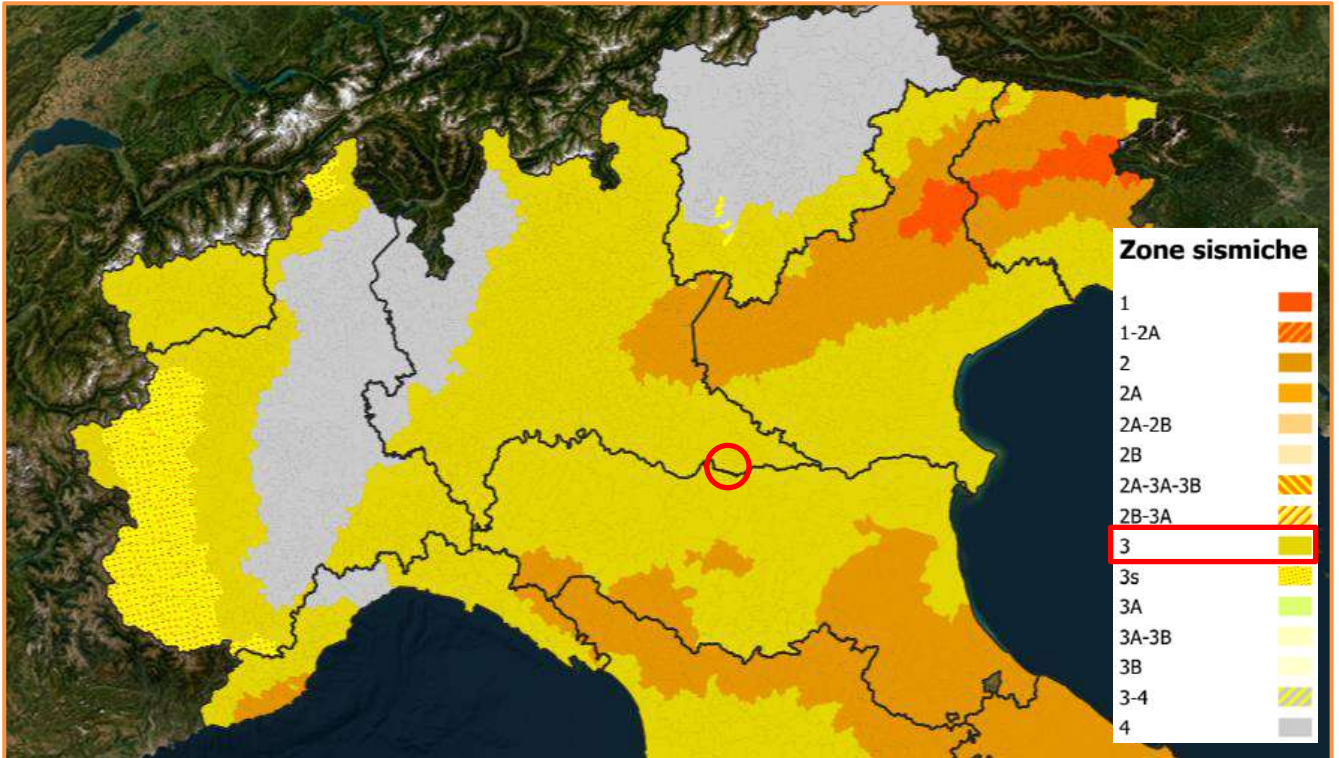 Zone sismiche
1
1-2A
2
2A
2A-2B
2B
2A-3A-3B
2B-3A
3
3s
3A
3A-3B
3B
3-4
4